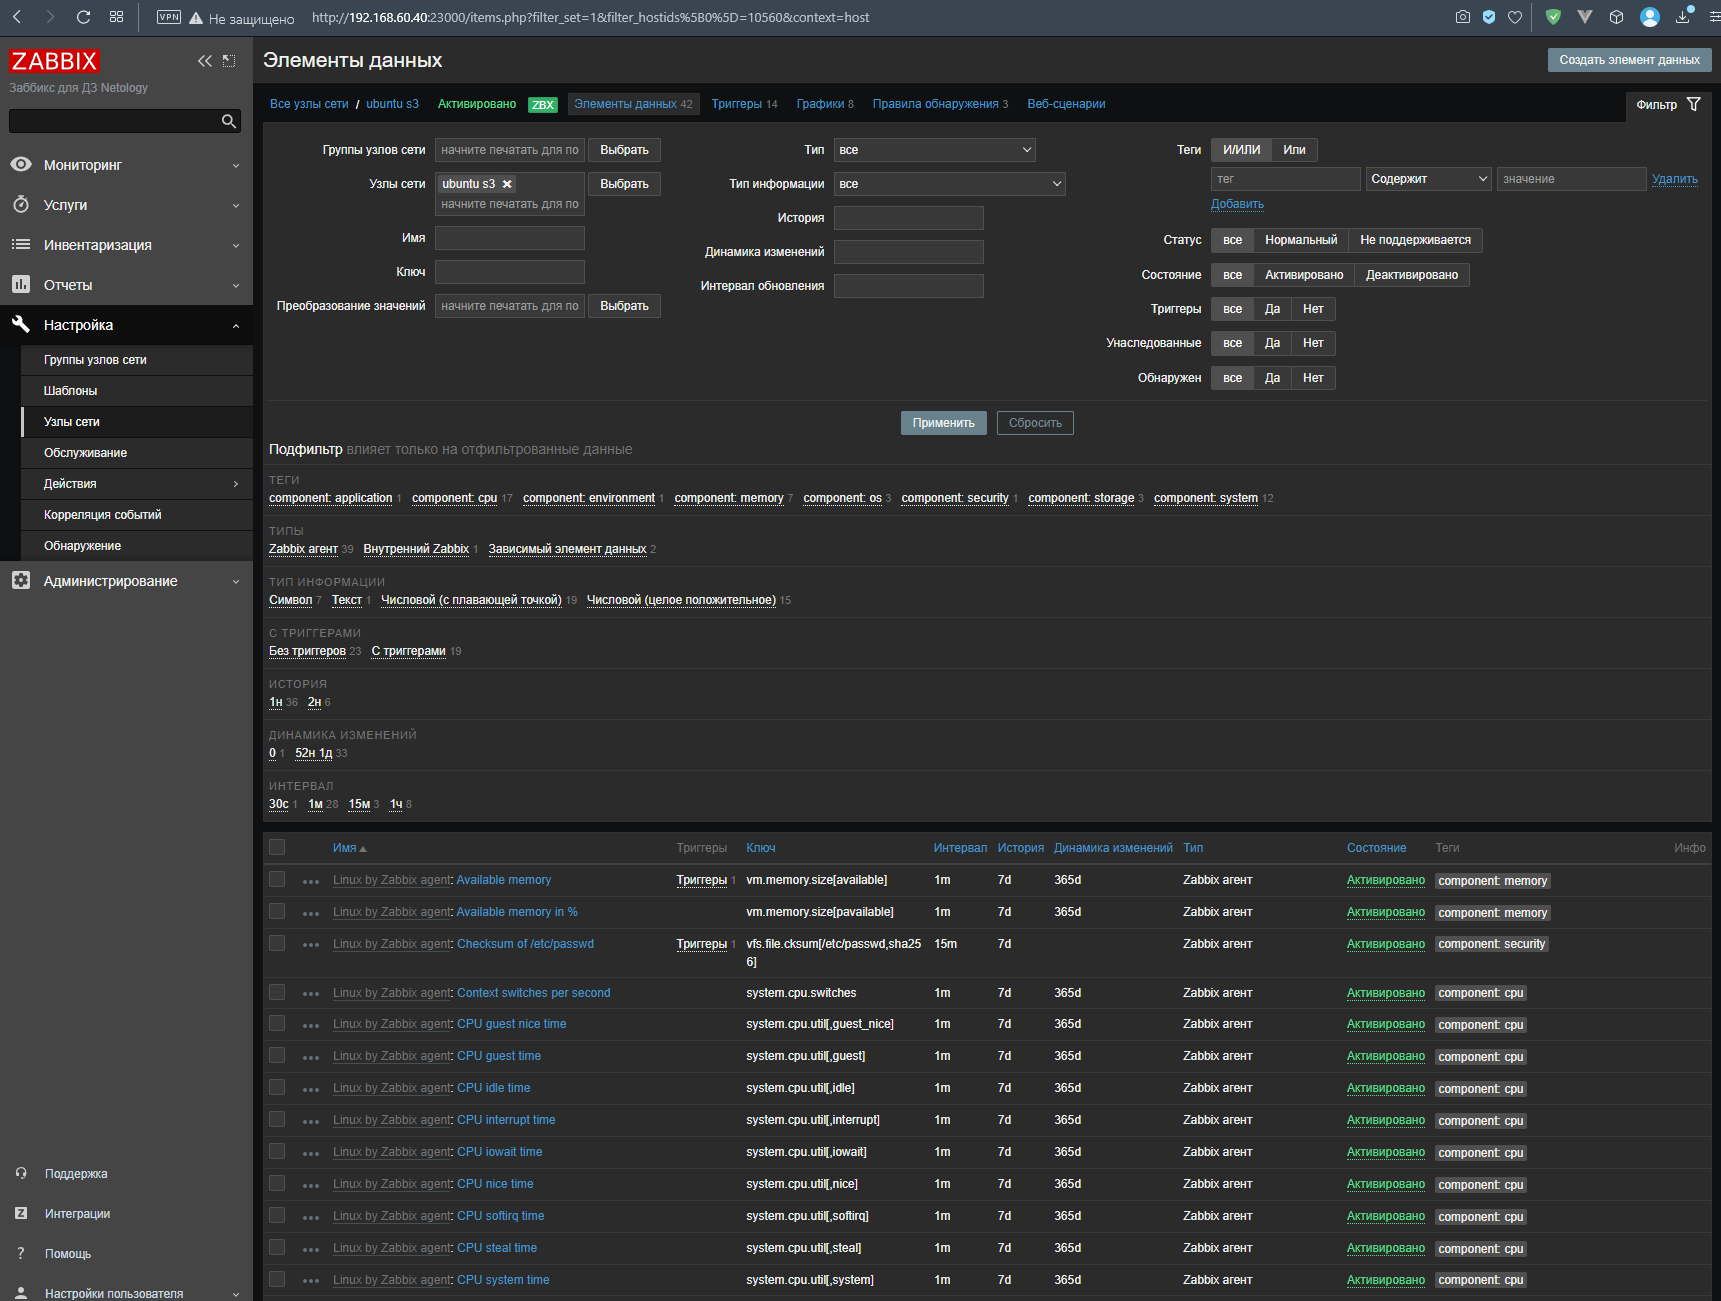 VPN Не защищено http://192.168.60.40:23000/items.php?filter_set=1&filter_hostids%5B0%5D=10560&context=host
ZABBIX
Заббикс для ДЗ Netology
Мониторинг
Услуги
Инвентаризация
Отчеты
Настройка
Группы узлов сети
Шаблоны
Узлы сети
Обслуживание
Действия
Корреляция событий
Обнаружение
Администрирование
Поддержка
Z Интеграции
? Помощь
Настройки пользователя
Элементы данных
Создать элемент данных
Все узлы сети / ubuntu s3 Активировано ZBX Элементы данных 42 Триггеры 14 Графики 8 Правила обнаружения 3 Веб-сценарии
Фильтр
Группы узлов сети начните печатать для по Выбрать
Узлы сети ubuntu s3 Выбрать
начните печатать для по
Имя
Ключ
Преобразование значений начните печатать для по Выбрать
Тип все
Тип информации все
История
Динамика изменений
Интервал обновления
Теги И/ИЛИ Или
тег Содержит значение Удалить
Добавить
Статус все Нормальный Не поддерживается
Состояние все Активировано Деактивировано
Триггеры все Да Нет
Унаследованные все Да Нет
Обнаружен все Да Нет
Применить Сбросить
Подфильтр влияет только на отфильтрованные данные
ТЕГИ
component: application 1 component: cpu 17 component: environment 1 component: memory 7 component: os 3 component: security 1 component: storage 3 component: system 12
ТИПЫ
Zabbix агент 39 Внутренний Zabbix 1 Зависимый элемент данных 2
ТИП ИНФОРМАЦИИ
Символ 7 Текст 1 Числовой (с плавающей точкой) 19 Числовой (целое положительное) 15
С ТРИГГЕРАМИ
Без триггеров 23 С триггерами 19
ИСТОРИЯ
1н 36 2н 6
ДИНАМИКА ИЗМЕНЕНИЙ
0 1 52н 1д 33
ИНТЕРВАЛ
30с 1 1м 28 15м 3 1ч 8
Имя Триггеры Ключ Интервал История Динамика изменений Тип Состояние Теги Инфо
Linux by Zabbix agent: Available memory Триггеры 1 vm.memory.size[available] 1m 7d 365d Zabbix агент Активировано component: memory
Linux by Zabbix agent: Available memory in % vm.memory.size[pavailable] 1m 7d 365d Zabbix агент Активировано component: memory
Linux by Zabbix agent: Checksum of /etc/passwd Триггеры 1 vfs.file.cksum[/etc/passwd,sha25 15m 7d Zabbix агент Активировано component: security
6]
Linux by Zabbix agent: Context switches per second system.cpu.switches 1m 7d 365d Zabbix агент Активировано component: cpu
Linux by Zabbix agent: CPU guest nice time system.cpu.util[,guest_nice] 1m 7d 365d Zabbix агент Активировано component: cpu
Linux by Zabbix agent: CPU guest time system.cpu.util[,guest] 1m 7d 365d Zabbix агент Активировано component: cpu
Linux by Zabbix agent: CPU idle time system.cpu.util[,idle] 1m 7d 365d Zabbix агент Активировано component: cpu
Linux by Zabbix agent: CPU interrupt time system.cpu.util[,interrupt] 1m 7d 365d Zabbix агент Активировано component: cpu
Linux by Zabbix agent: CPU iowait time system.cpu.util[,iowait] 1m 7d 365d Zabbix агент Активировано component: cpu
Linux by Zabbix agent: CPU nice time system.cpu.util[,nice] 1m 7d 365d Zabbix агент Активировано component: cpu
Linux by Zabbix agent: CPU softirq time system.cpu.util[,softirq] 1m 7d 365d Zabbix агент Активировано component: cpu
Linux by Zabbix agent: CPU steal time system.cpu.util[,steal] 1m 7d 365d Zabbix агент Активировано component: cpu
Linux by Zabbix agent: CPU system time system.cpu.util[,system] 1m 7d 365d Zabbix агент Активировано component: cpu